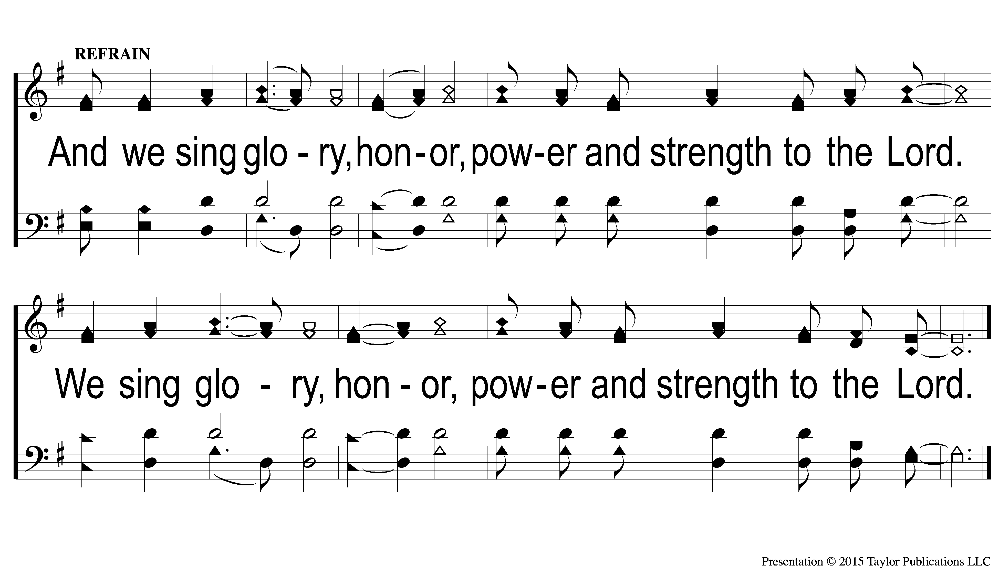 REFRAIN
And we sing glo - ry, hon - or, pow - er and strength to the Lord.
We sing glo - ry, hon - or, pow - er and strength to the Lord.
Presentation © 2015 Taylor Publications LLC